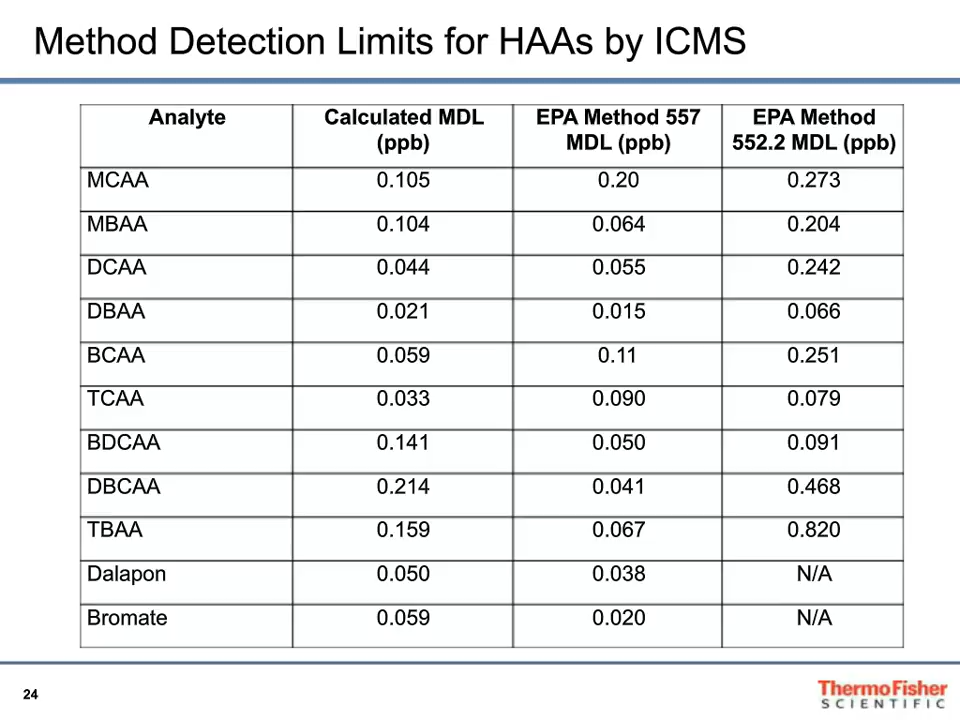 Method Detection Limits for HAAs by ICMS
Analyte Calculated MDL (ppb) EPA Method 557 MDL (ppb) EPA Method 552.2 MDL (ppb)
MCAA 0.105 0.20 0.273
MBAA 0.104 0.064 0.204
DCAA 0.044 0.055 0.242
DBAA 0.021 0.015 0.066
BCAA 0.059 0.11 0.251
TCAA 0.033 0.090 0.079
BDCAA 0.141 0.050 0.091
DBCAA 0.214 0.041 0.468
TBAA 0.159 0.067 0.820
Dalapon 0.050 0.038 N/A
Bromate 0.059 0.020 N/A
24
ThermoFisher
SCIENTIFIC